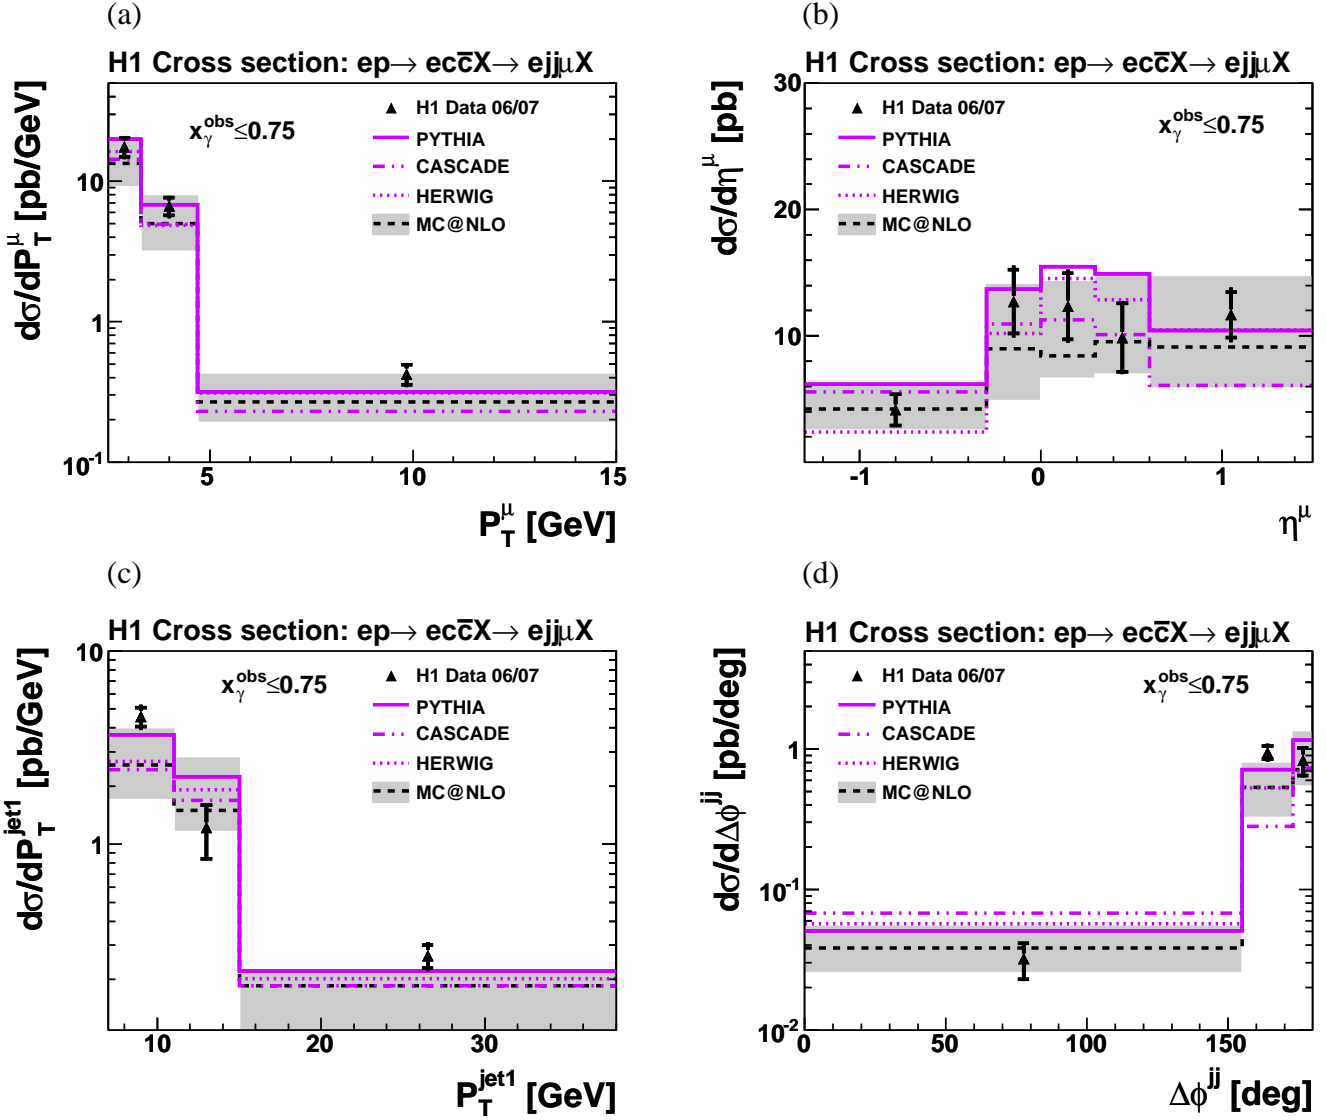 (a)
H1 Cross section: ep→ ecc̅X→ ejjμX
dσ/dP_T^μ [pb/GeV]
x_γ^obs≤0.75
H1 Data 06/07
PYTHIA
CASCADE
HERWIG
MC@NLO
10
1
10^-1
5 10 15
P_T^μ [GeV]
(b)
H1 Cross section: ep→ ecc̅X→ ejjμX
dσ/dη^μ [pb]
x_γ^obs≤0.75
H1 Data 06/07
PYTHIA
CASCADE
HERWIG
MC@NLO
30
20
10
-1 0 1
η^μ
(c)
H1 Cross section: ep→ ecc̅X→ ejjμX
dσ/dP_T^jet1 [pb/GeV]
x_γ^obs≤0.75
H1 Data 06/07
PYTHIA
CASCADE
HERWIG
MC@NLO
10
1
10 20 30
P_T^jet1 [GeV]
(d)
H1 Cross section: ep→ ecc̅X→ ejjμX
dσ/dΔϕ^jj [pb/deg]
x_γ^obs≤0.75
H1 Data 06/07
PYTHIA
CASCADE
HERWIG
MC@NLO
1
10^-1
10^-2
0 50 100 150
Δϕ^jj [deg]